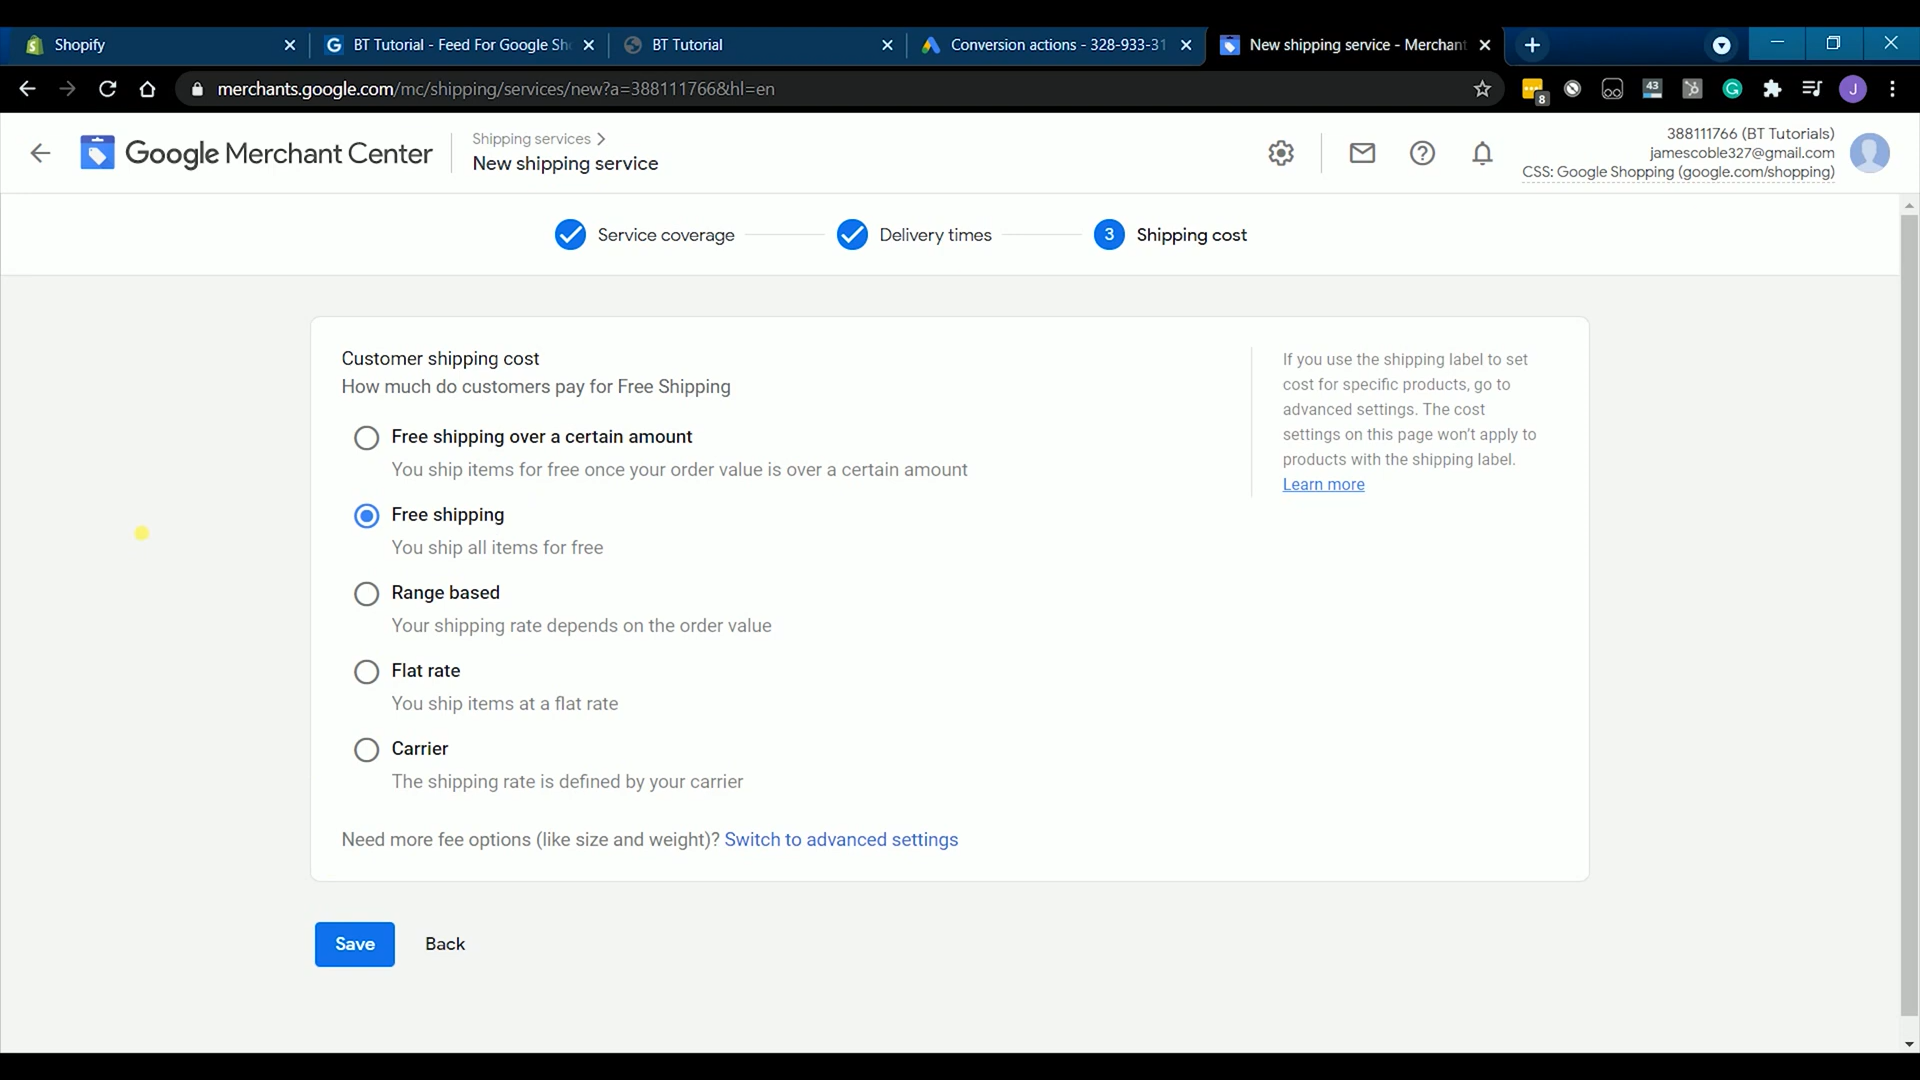 Shopify
BT Tutorial - Feed For Google Sh
BT Tutorial
Conversion actions - 328-933-31
New shipping service - Merchant
merchants.google.com/mc/shipping/services/new?a=388111766&hl=en
8
43
J
Google Merchant Center
Shipping services
New shipping service
388111766 (BT Tutorials)
jamescoble327@gmail.com
CSS: Google Shopping (google.com/shopping)
Service coverage
Delivery times
3 Shipping cost
Customer shipping cost
How much do customers pay for Free Shipping
Free shipping over a certain amount
You ship items for free once your order value is over a certain amount
Free shipping
You ship all items for free
Range based
Your shipping rate depends on the order value
Flat rate
You ship items at a flat rate
Carrier
The shipping rate is defined by your carrier
Need more fee options (like size and weight)? Switch to advanced settings
If you use the shipping label to set
cost for specific products, go to
advanced settings. The cost
settings on this page won't apply to
products with the shipping label.
Learn more
Save
Back